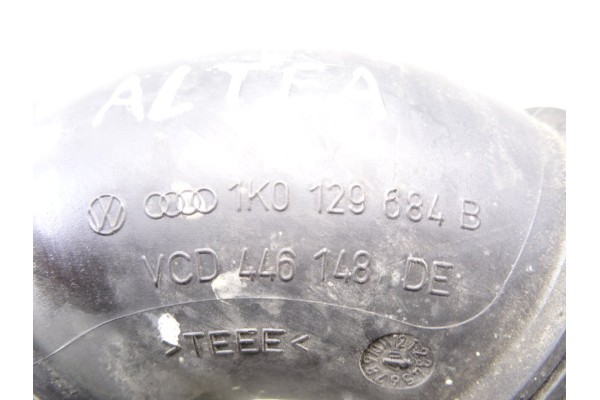 ALTEA
1K0 129 684 B
VCD 446 148 DE
>TEEE<